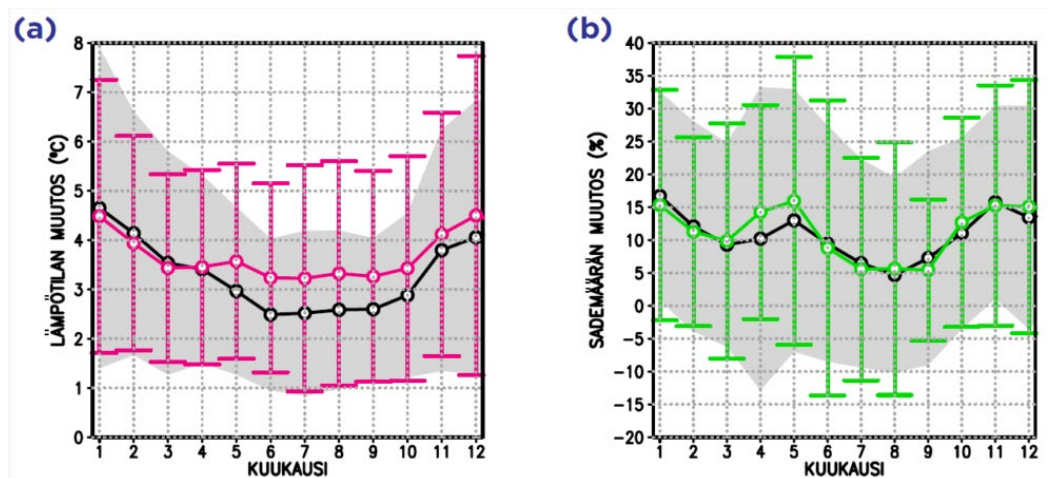 (a)
LÄMPÖTILAN MUUTOS (ºC)
8
7
6
5
4
3
2
1
0
1 2 3 4 5 6 7 8 9 10 11 12
KUUKAUSI
(b)
SADEMÄÄRÄN MUUTOS (%)
40
35
30
25
20
15
10
5
0
−5
−10
−15
−20
1 2 3 4 5 6 7 8 9 10 11 12
KUUKAUSI